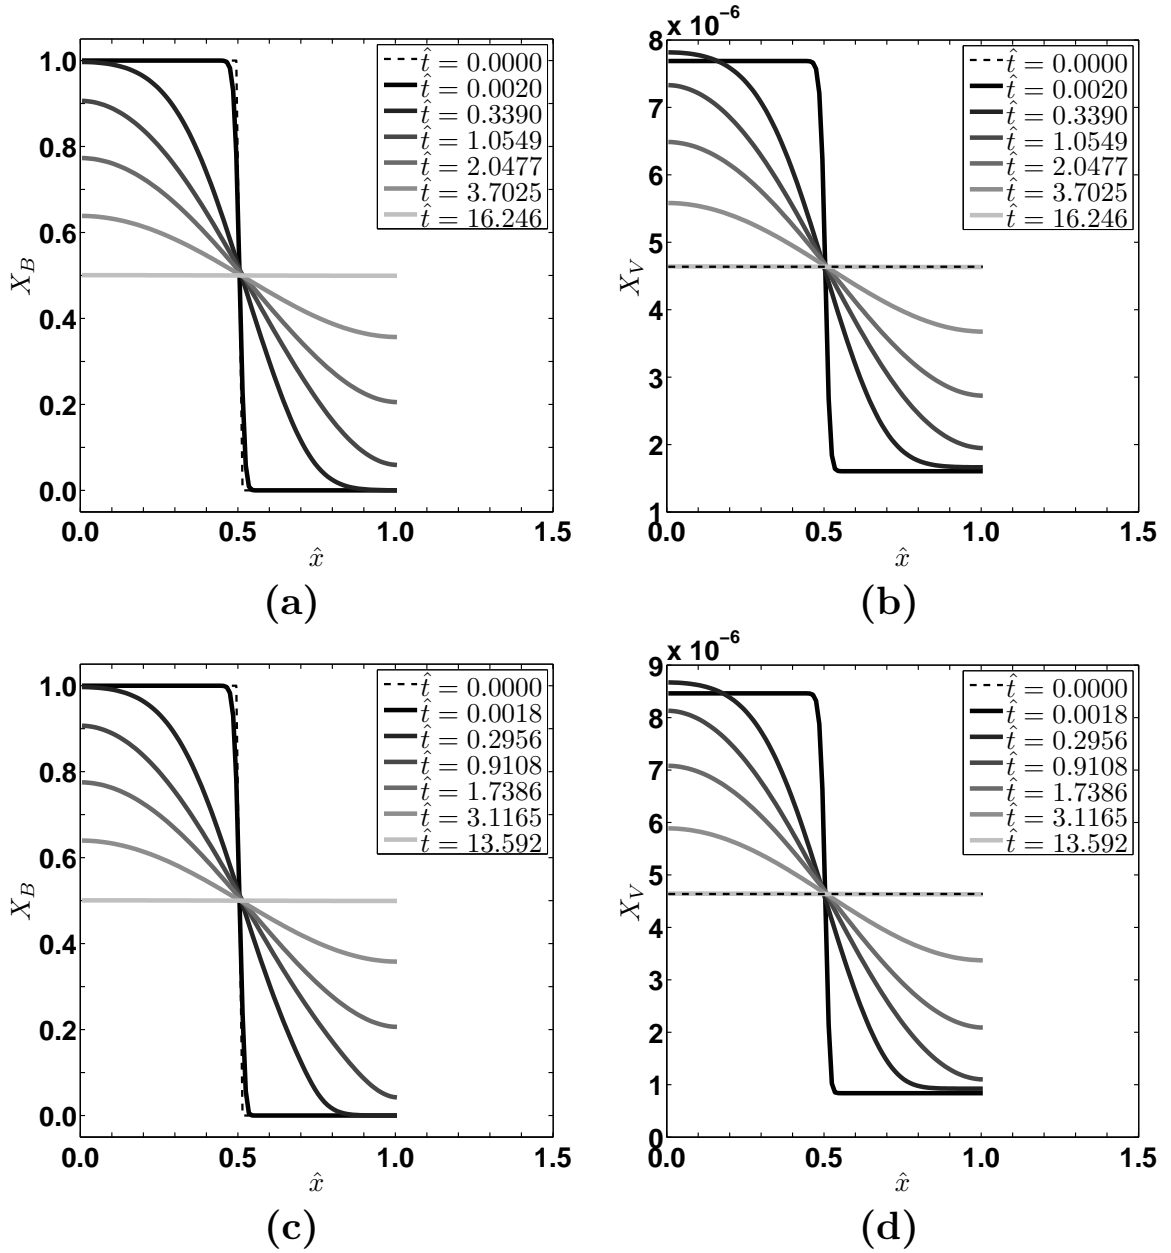 x 10⁻⁶
1.0
0.8
0.6
0.4
0.2
0.0
X_B
t̂ = 0.0000
t̂ = 0.0020
t̂ = 0.3390
t̂ = 1.0549
t̂ = 2.0477
t̂ = 3.7025
t̂ = 16.246
0.0 0.5 1.0 1.5
x̂
(a)
8
7
6
5
4
3
2
1
X_V
t̂ = 0.0000
t̂ = 0.0020
t̂ = 0.3390
t̂ = 1.0549
t̂ = 2.0477
t̂ = 3.7025
t̂ = 16.246
0.0 0.5 1.0 1.5
x̂
(b)
1.0
0.8
0.6
0.4
0.2
0.0
X_B
t̂ = 0.0000
t̂ = 0.0018
t̂ = 0.2956
t̂ = 0.9108
t̂ = 1.7386
t̂ = 3.1165
t̂ = 13.592
0.0 0.5 1.0 1.5
x̂
(c)
x 10⁻⁶
9
8
7
6
5
4
3
2
1
0
X_V
t̂ = 0.0000
t̂ = 0.0018
t̂ = 0.2956
t̂ = 0.9108
t̂ = 1.7386
t̂ = 3.1165
t̂ = 13.592
0.0 0.5 1.0 1.5
x̂
(d)